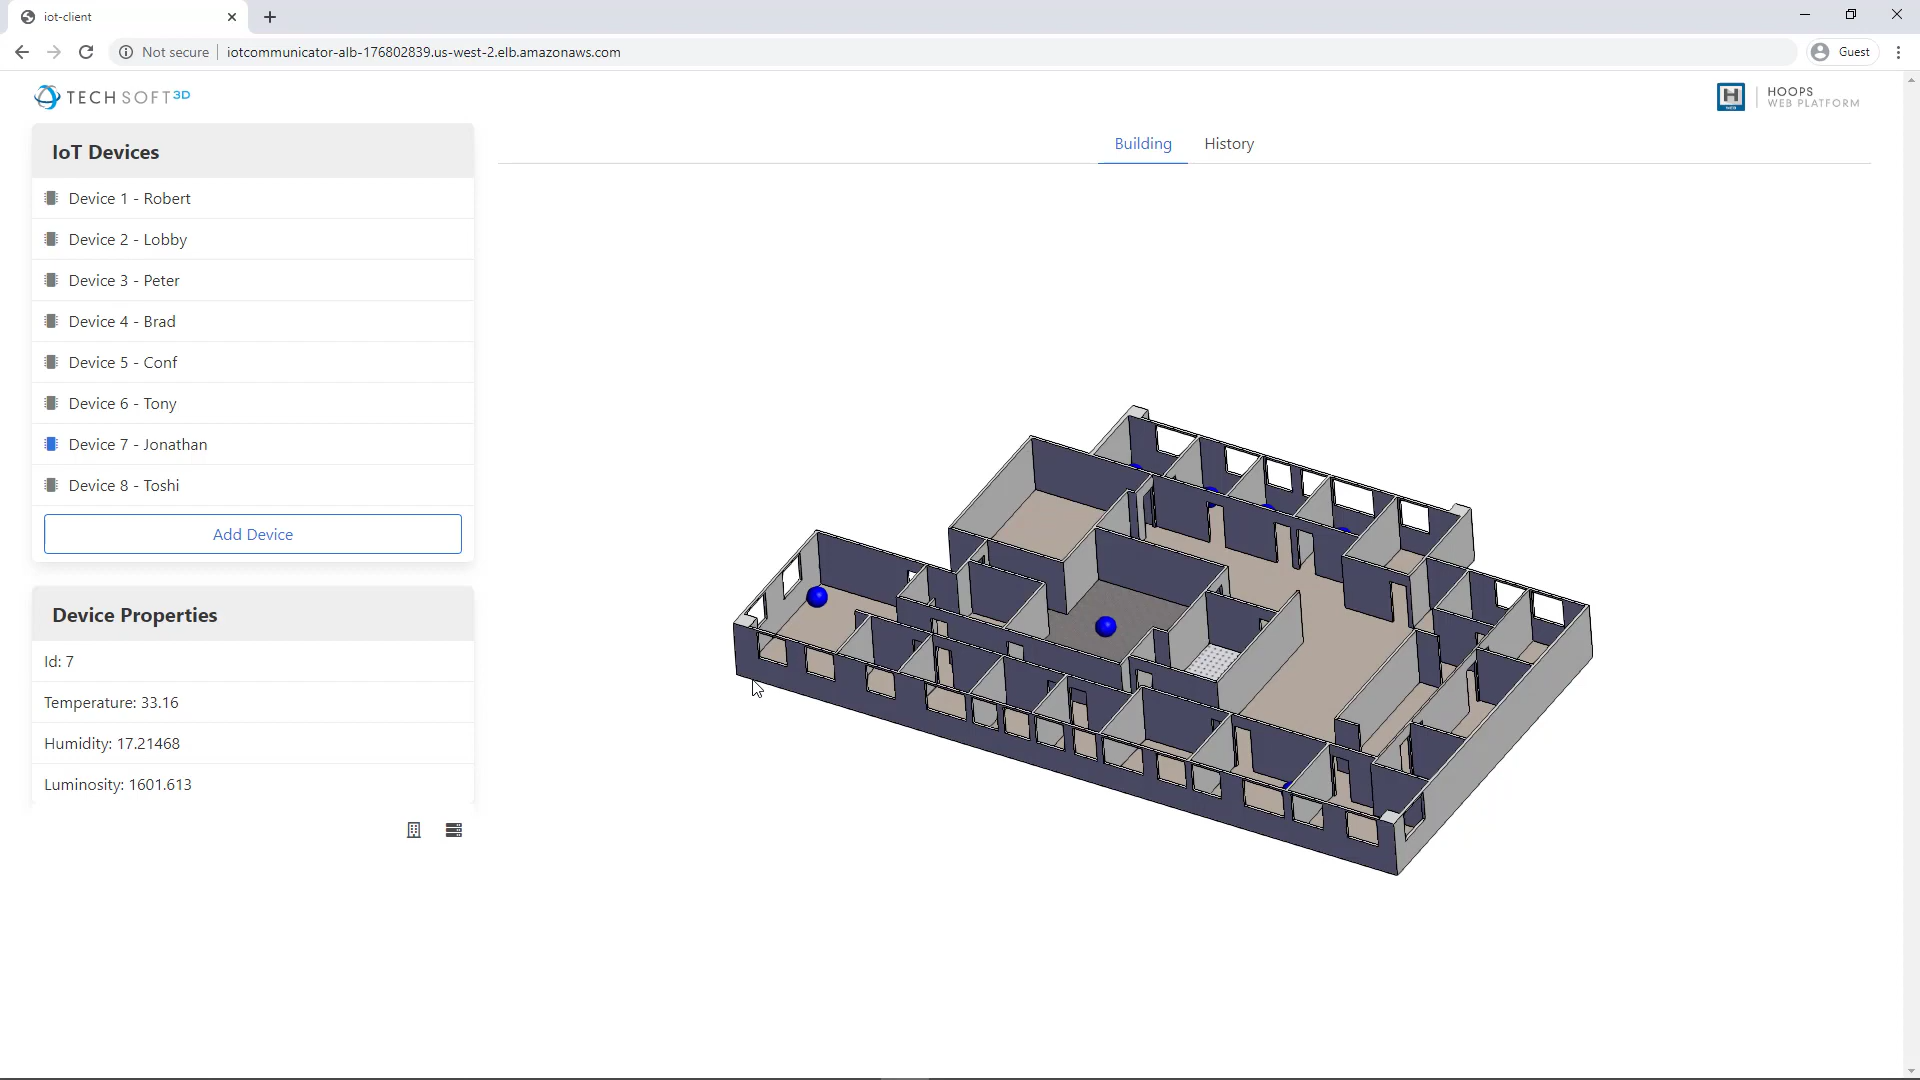 iot-client
Not secure
iotcommunicator-alb-176802839.us-west-2.elb.amazonaws.com
Guest
TECH SOFT 3D
H
WEB
HOOPS
WEB PLATFORM
IoT Devices
Device 1 - Robert
Device 2 - Lobby
Device 3 - Peter
Device 4 - Brad
Device 5 - Conf
Device 6 - Tony
Device 7 - Jonathan
Device 8 - Toshi
Add Device
Building
History
Device Properties
Id: 7
Temperature: 33.16
Humidity: 17.21468
Luminosity: 1601.613